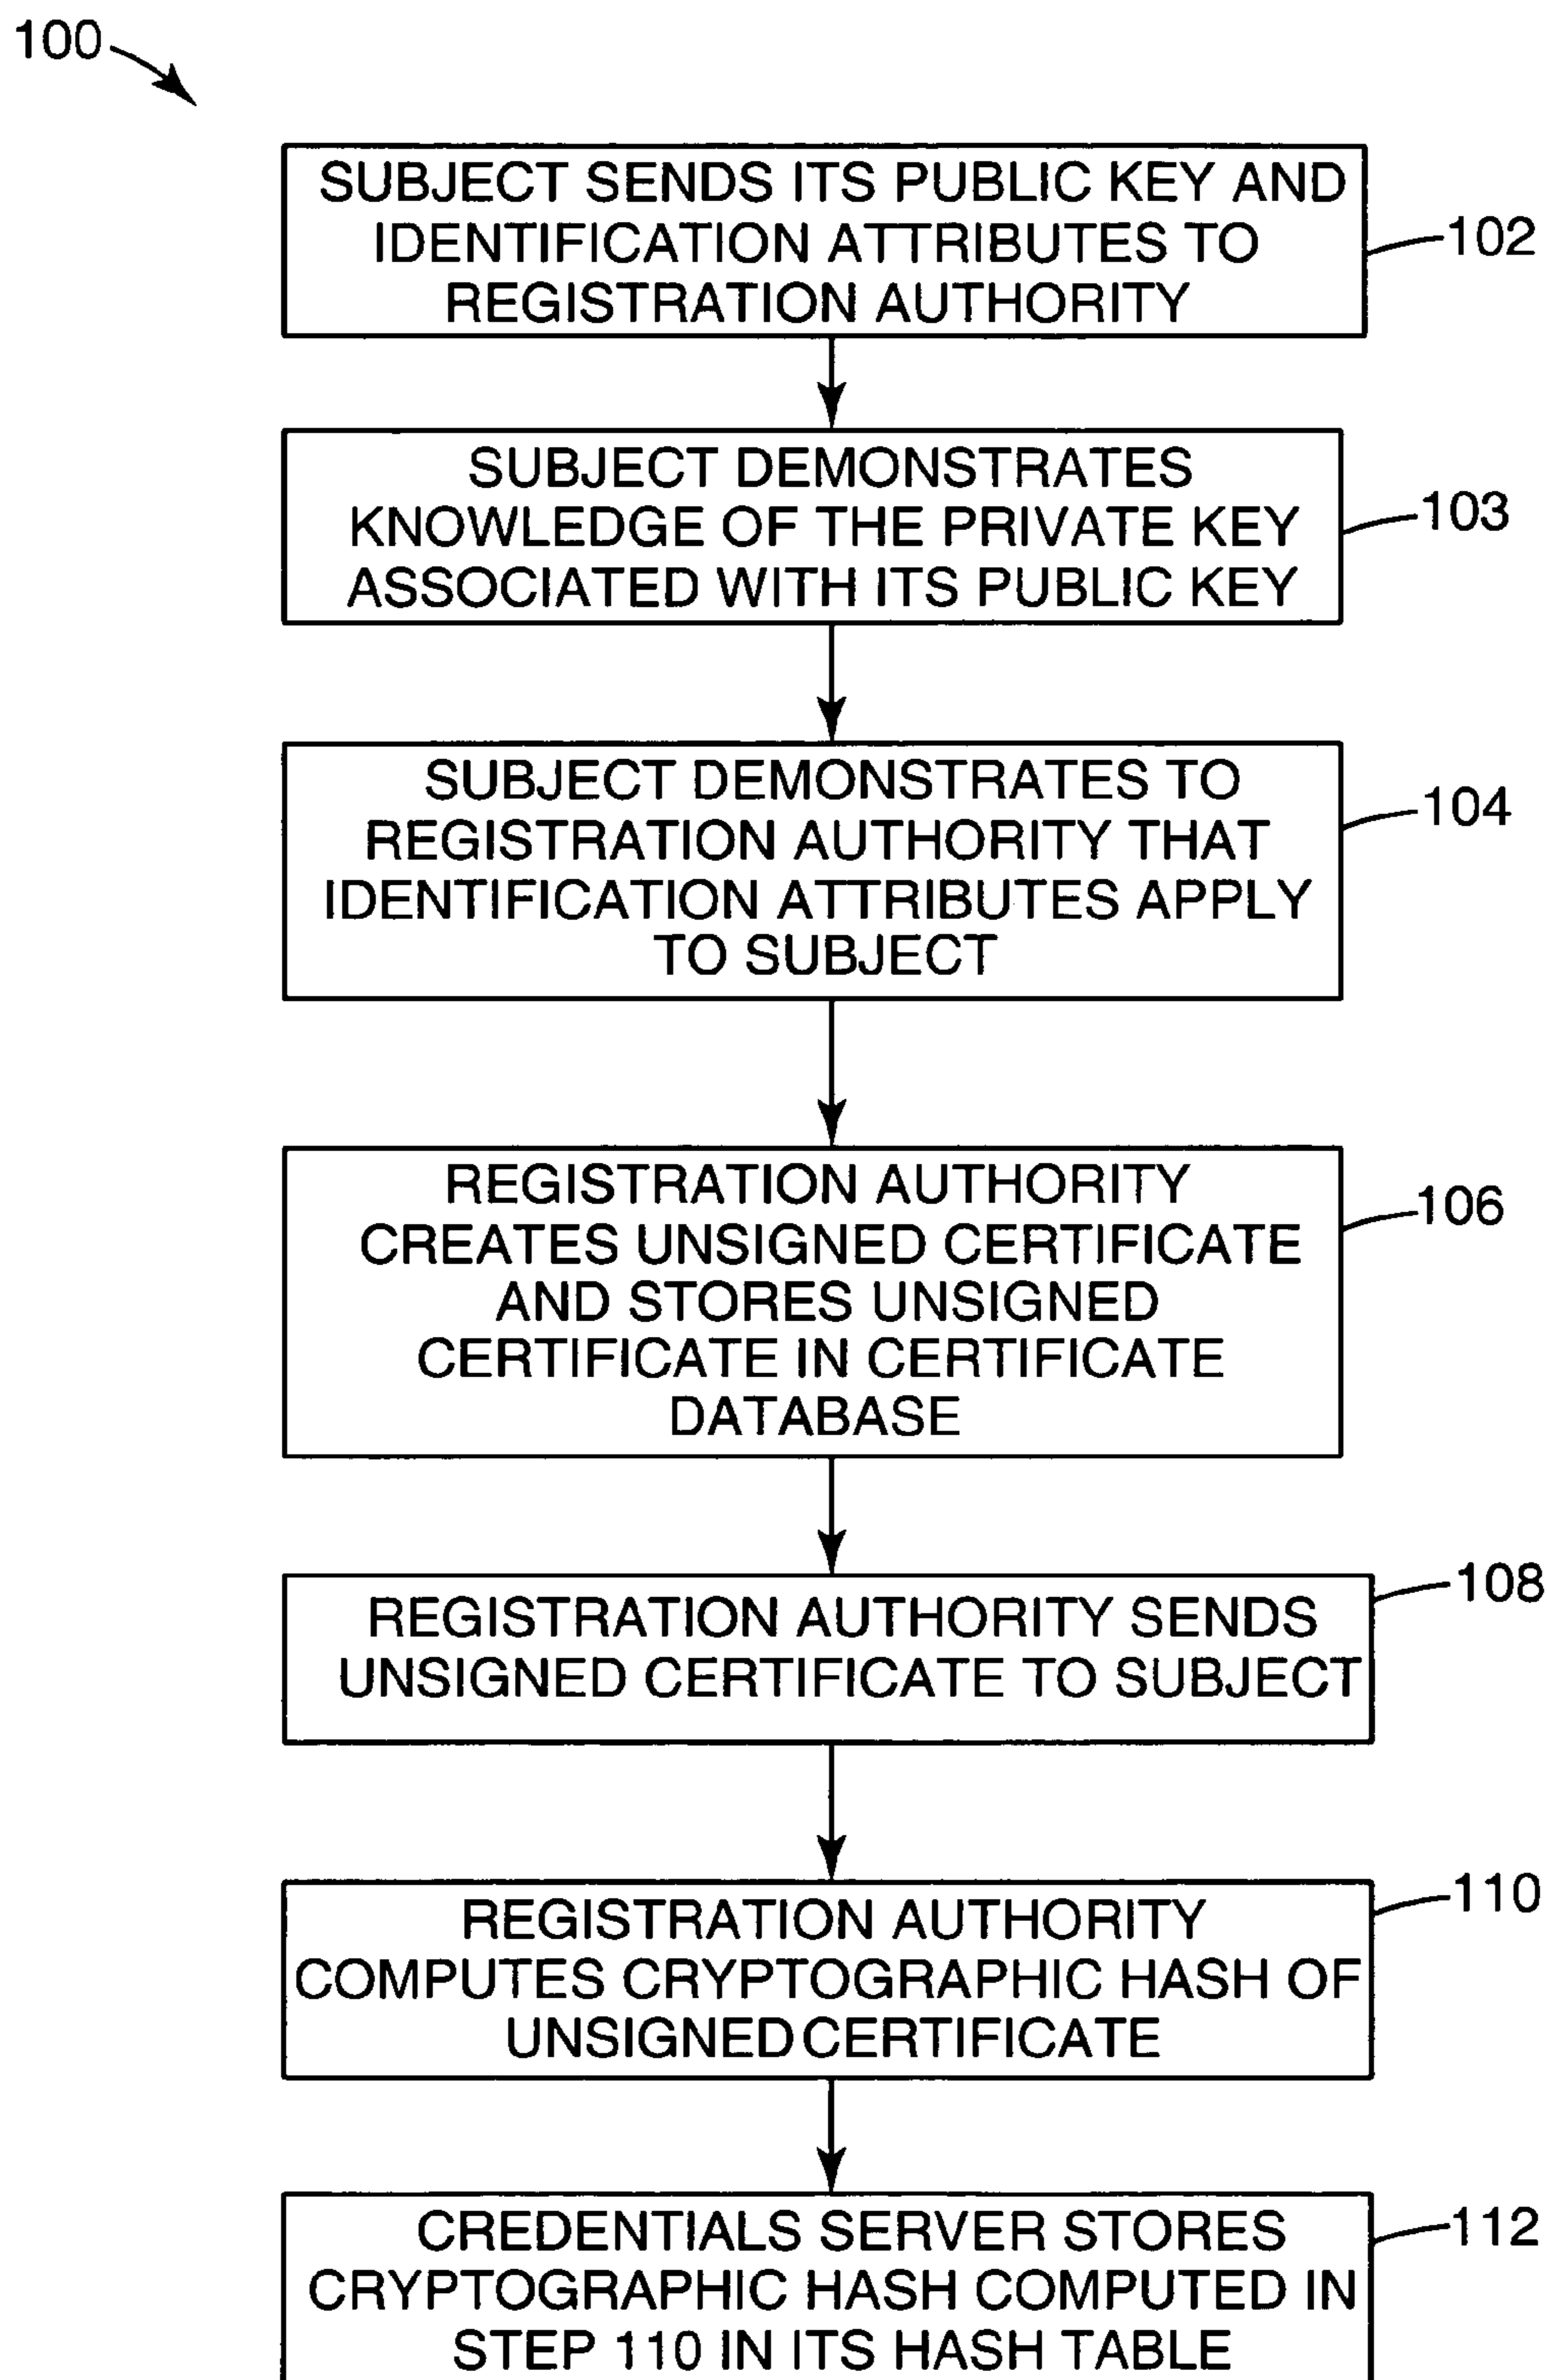 100
SUBJECT SENDS ITS PUBLIC KEY AND
IDENTIFICATION ATTRIBUTES TO
REGISTRATION AUTHORITY
102
SUBJECT DEMONSTRATES
KNOWLEDGE OF THE PRIVATE KEY
ASSOCIATED WITH ITS PUBLIC KEY
103
SUBJECT DEMONSTRATES TO
REGISTRATION AUTHORITY THAT
IDENTIFICATION ATTRIBUTES APPLY
TO SUBJECT
104
REGISTRATION AUTHORITY
CREATES UNSIGNED CERTIFICATE
AND STORES UNSIGNED
CERTIFICATE IN CERTIFICATE
DATABASE
106
REGISTRATION AUTHORITY SENDS
UNSIGNED CERTIFICATE TO SUBJECT
108
REGISTRATION AUTHORITY
COMPUTES CRYPTOGRAPHIC HASH OF
UNSIGNED CERTIFICATE
110
CREDENTIALS SERVER STORES
CRYPTOGRAPHIC HASH COMPUTED IN
STEP 110 IN ITS HASH TABLE
112